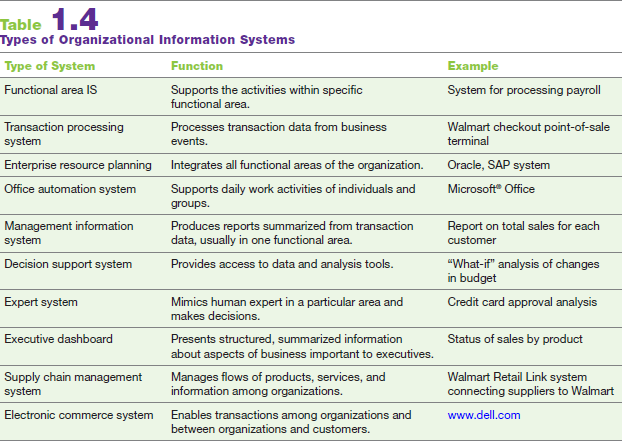 Table 1.4
Types of Organizational Information Systems
Type of System Function Example
Functional area IS Supports the activities within specific System for processing payroll
functional area.
Transaction processing Processes transaction data from business Walmart checkout point-of-sale
system events. terminal
Enterprise resource planning Integrates all functional areas of the organization. Oracle, SAP system
Office automation system Supports daily work activities of individuals and Microsoft® Office
groups.
Management information Produces reports summarized from transaction Report on total sales for each
system data, usually in one functional area. customer
Decision support system Provides access to data and analysis tools. “What-if” analysis of changes
in budget
Expert system Mimics human expert in a particular area and Credit card approval analysis
makes decisions.
Executive dashboard Presents structured, summarized information Status of sales by product
about aspects of business important to executives.
Supply chain management Manages flows of products, services, and Walmart Retail Link system
system information among organizations. connecting suppliers to Walmart
Electronic commerce system Enables transactions among organizations and www.dell.com
between organizations and customers.